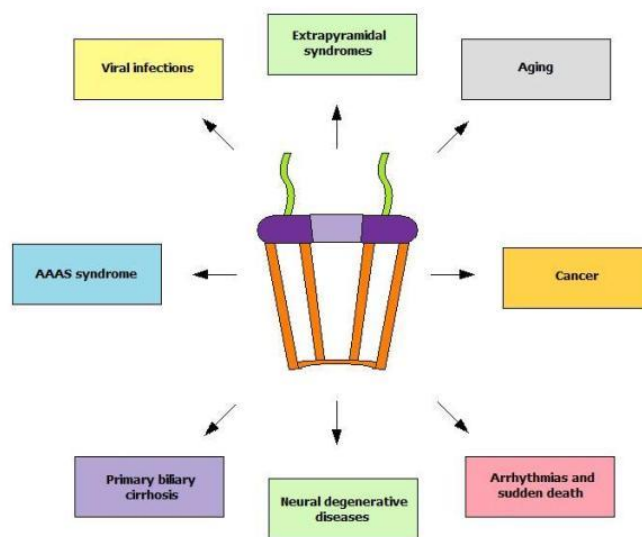 Extrapyramidal
syndromes
Viral infections
Aging
AAAS syndrome
Cancer
Primary biliary
cirrhosis
Neural degenerative
diseases
Arrhythmias and
sudden death